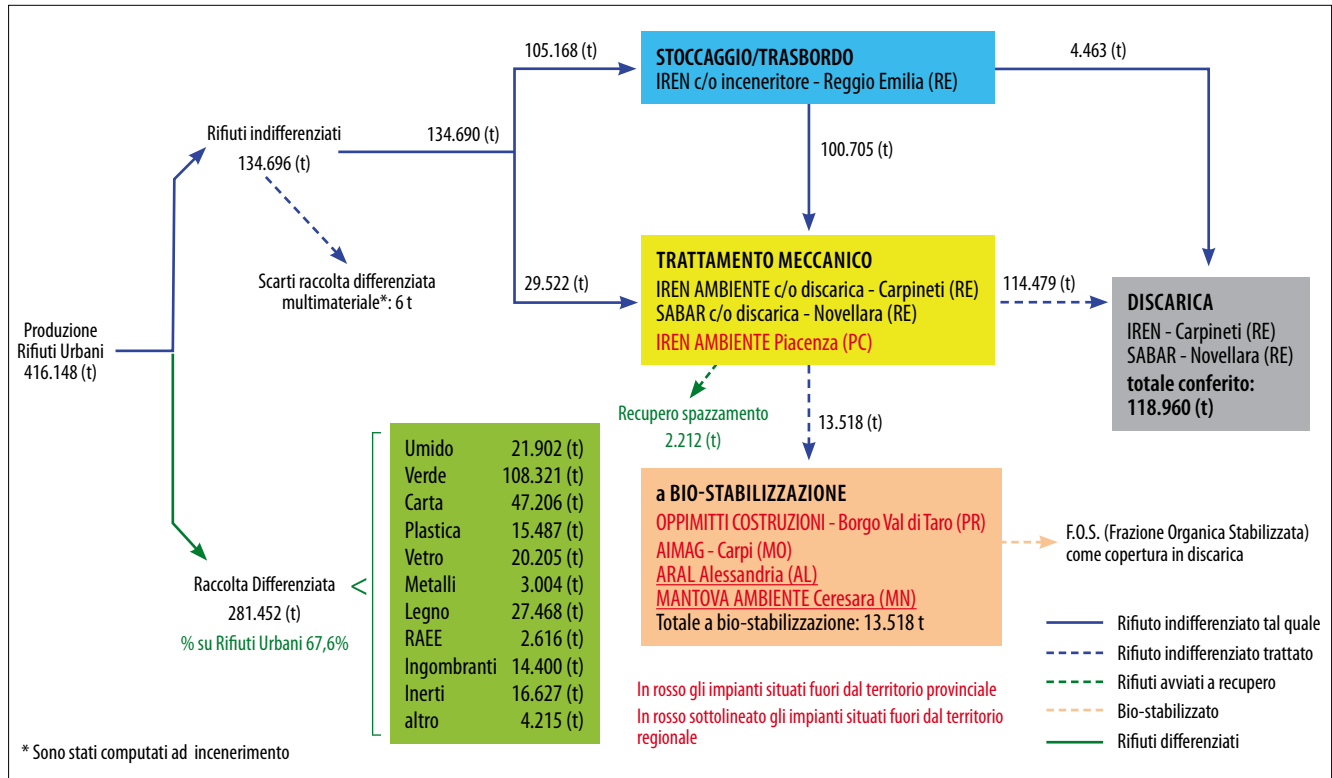 105.168 (t)
STOCCAGGIO/TRASBORDO
IREN c/o inceneritore - Reggio Emilia (RE)
4.463 (t)
Rifiuti indifferenziati
134.696 (t)
134.690 (t)
100.705 (t)
Scarti raccolta differenziata
multimateriale*: 6 t
29.522 (t)
TRATTAMENTO MECCANICO
IREN AMBIENTE c/o discarica - Carpineti (RE)
SABAR c/o discarica - Novellara (RE)
IREN AMBIENTE Piacenza (PC)
114.479 (t)
DISCARICA
IREN - Carpineti (RE)
SABAR - Novellara (RE)
totale conferito:
118.960 (t)
Produzione
Rifiuti Urbani
416.148 (t)
Recupero spazzamento
2.212 (t)
13.518 (t)
Raccolta Differenziata
281.452 (t)
% su Rifiuti Urbani 67,6%
Umido 21.902 (t)
Verde 108.321 (t)
Carta 47.206 (t)
Plastica 15.487 (t)
Vetro 20.205 (t)
Metalli 3.004 (t)
Legno 27.468 (t)
RAEE 2.616 (t)
Ingombranti 14.400 (t)
Inerti 16.627 (t)
altro 4.215 (t)
a BIO-STABILIZZAZIONE
OPPIMITTI COSTRUZIONI - Borgo Val di Taro (PR)
AIMAG - Carpi (MO)
ARAL Alessandria (AL)
MANTOVA AMBIENTE Ceresara (MN)
Totale a bio-stabilizzazione: 13.518 t
F.O.S. (Frazione Organica Stabilizzata)
come copertura in discarica
In rosso gli impianti situati fuori dal territorio provinciale
In rosso sottolineato gli impianti situati fuori dal territorio
regionale
Rifiuto indifferenziato tal quale
Rifiuto indifferenziato trattato
Rifiuti avviati a recupero
Bio-stabilizzato
Rifiuti differenziati
* Sono stati computati ad incenerimento